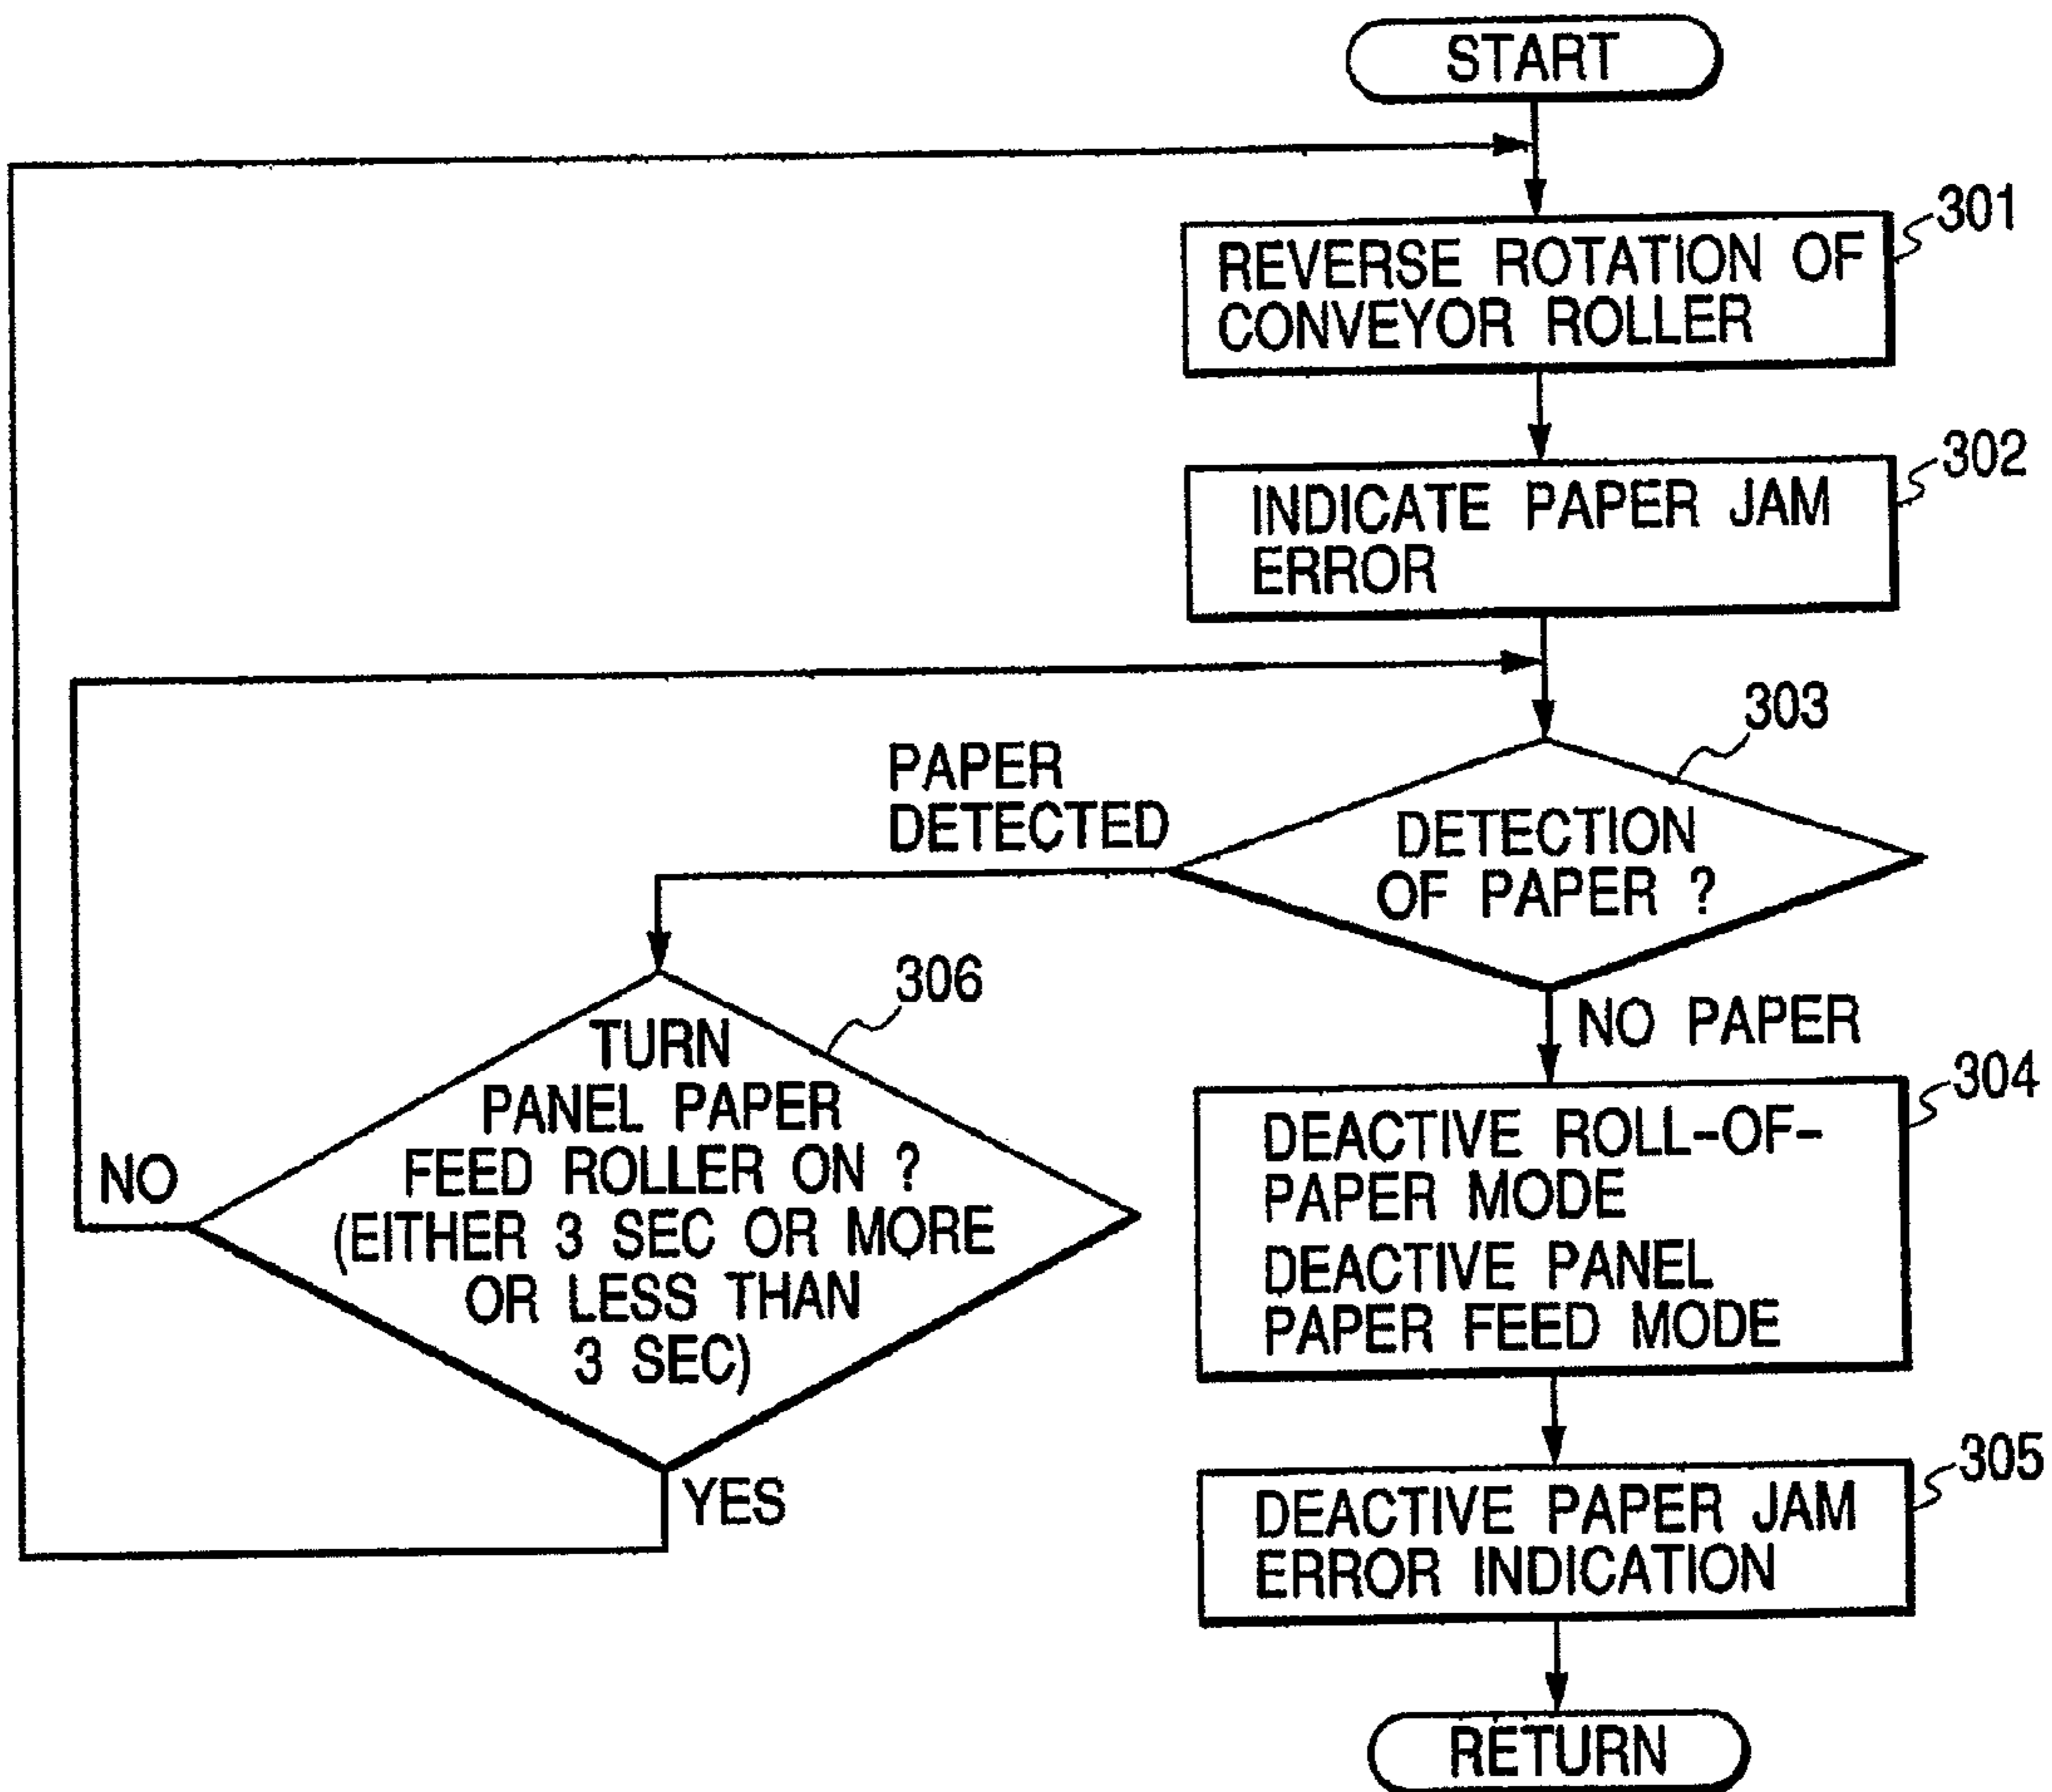 START
301
REVERSE ROTATION OF
CONVEYOR ROLLER
302
INDICATE PAPER JAM
ERROR
303
PAPER
DETECTED
DETECTION
OF PAPER ?
306
NO PAPER
TURN
PANEL PAPER
FEED ROLLER ON ?
(EITHER 3 SEC OR MORE
OR LESS THAN
3 SEC)
NO
YES
304
DEACTIVE ROLL-OF-
PAPER MODE
DEACTIVE PANEL
PAPER FEED MODE
305
DEACTIVE PAPER JAM
ERROR INDICATION
RETURN